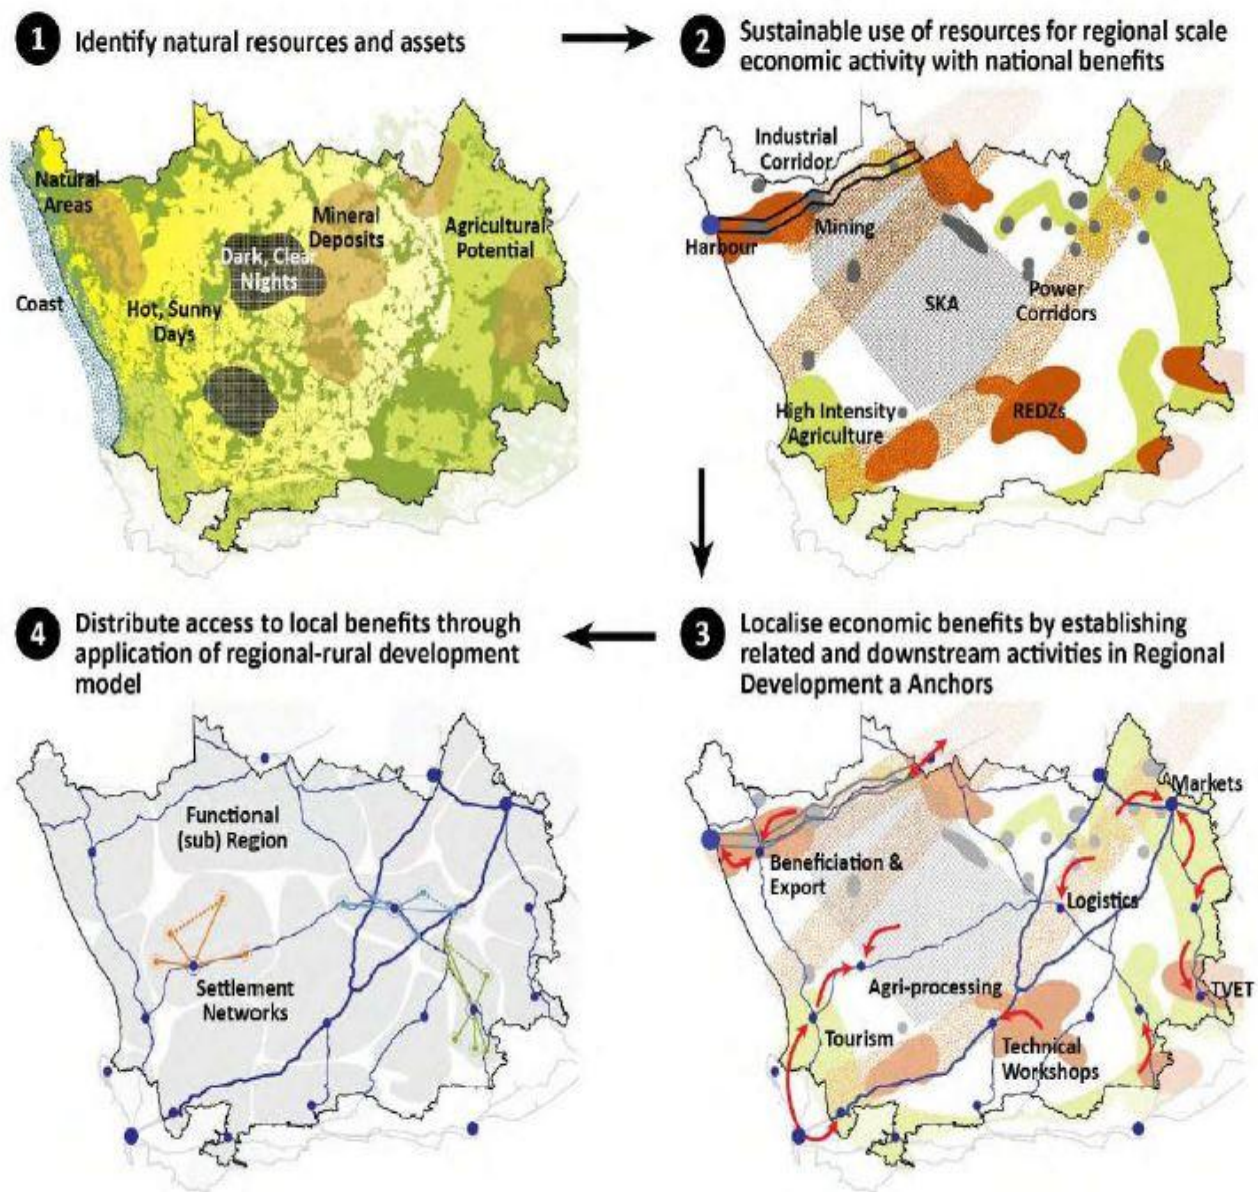 1
Identify natural resources and assets
Natural
Areas
Mineral
Deposits
Agricultural
Potential
Dark, Clear
Nights
Coast
Hot, Sunny
Days
2
Sustainable use of resources for regional scale
economic activity with national benefits
Industrial
Corridor
Harbour
Mining
SKA
Power
Corridors
High Intensity
Agriculture
REDZs
3
Localise economic benefits by establishing
related and downstream activities in Regional
Development a Anchors
Markets
Beneficiation &
Export
Logistics
Agri-processing
TVET
Tourism
Technical
Workshops
4
Distribute access to local benefits through
application of regional-rural development
model
Functional
(sub) Region
Settlement
Networks